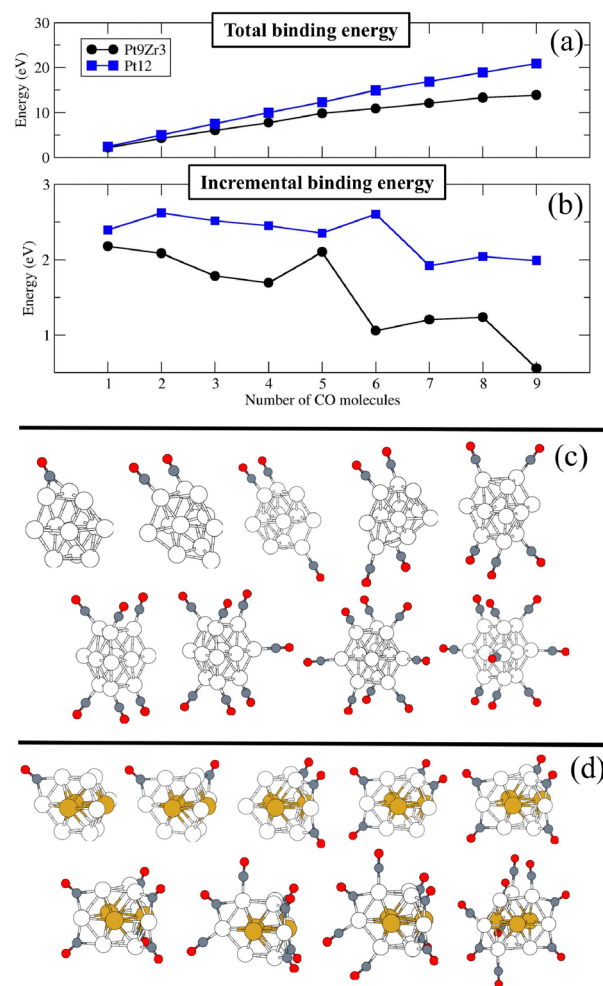 Total binding energy
(a)
30
20
10
0
Energy (eV)
Pt9Zr3
Pt12
Incremental binding energy
(b)
3
2
1
Energy (eV)
1 2 3 4 5 6 7 8 9
Number of CO molecules
(c)
(d)